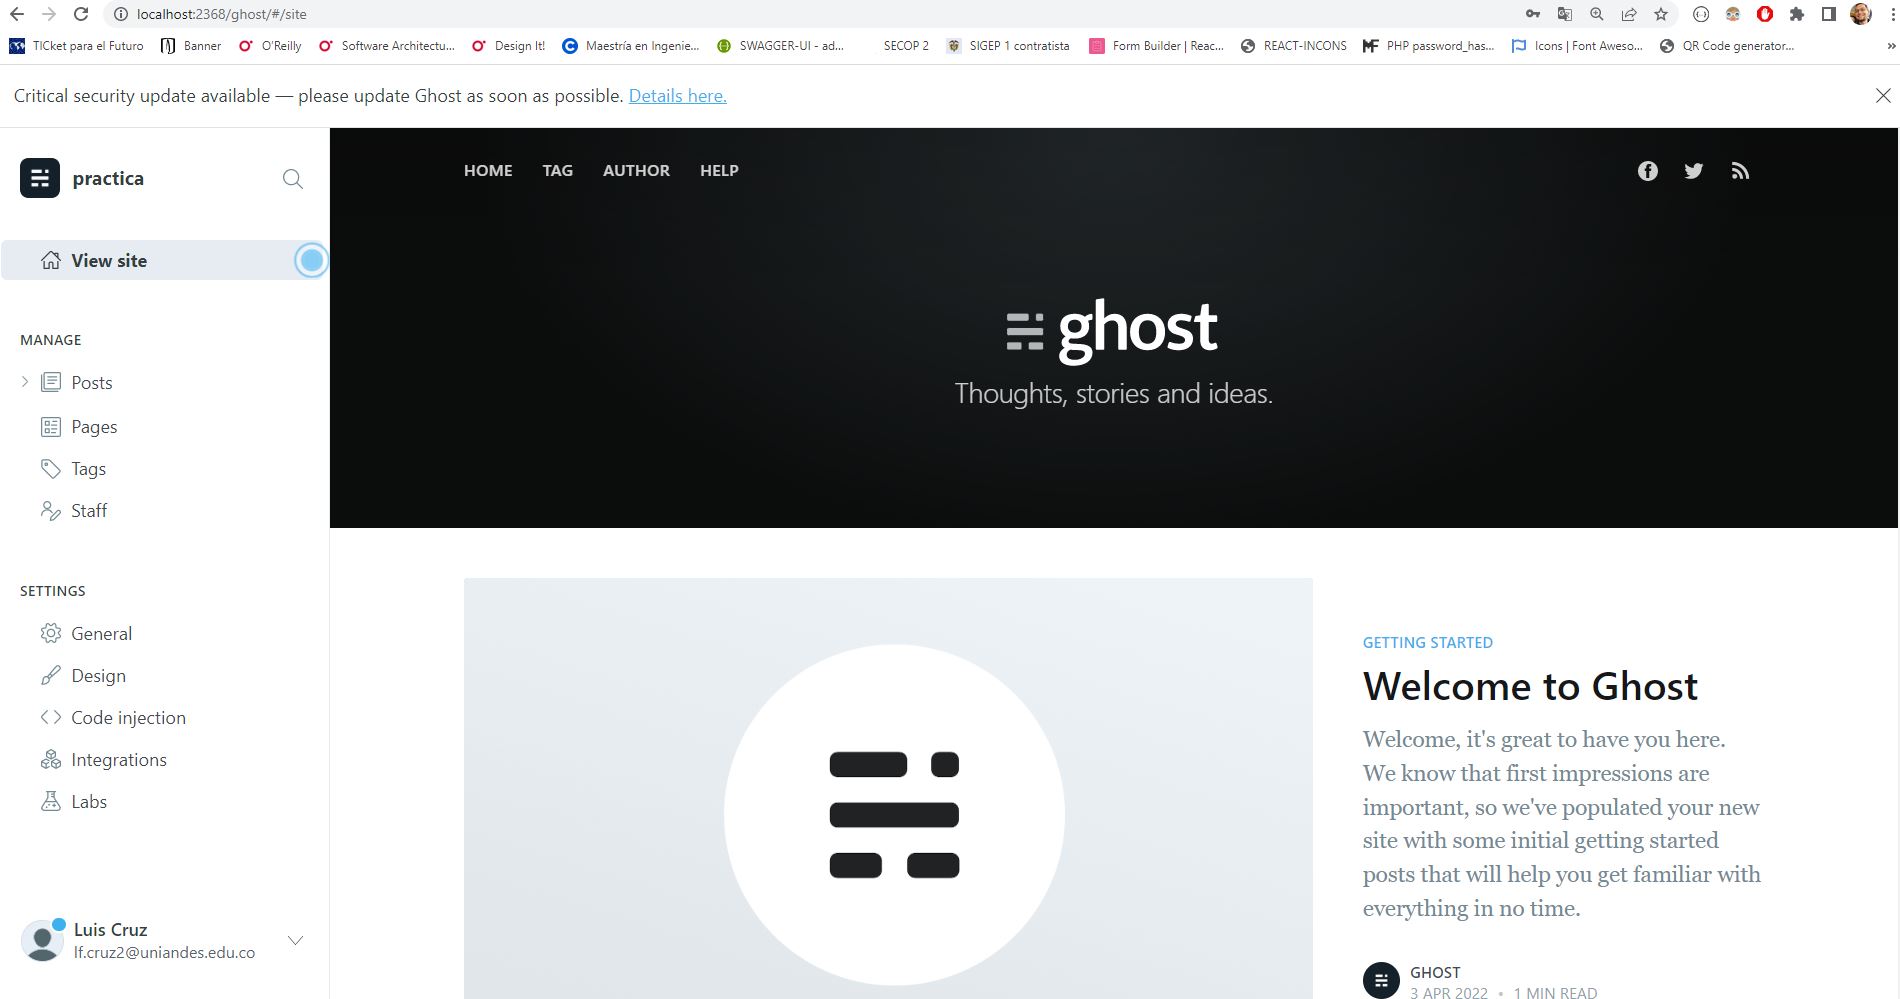 localhost:2368/ghost/#/site
TICket para el Futuro
Banner
O'Reilly
Software Architectu...
Design It!
Maestría en Ingenie...
SWAGGER-UI - ad...
SECOP 2
SIGEP 1 contratista
Form Builder | Reac...
REACT-INCONS
PHP password_has...
Icons | Font Aweso...
QR Code generator...
Critical security update available — please update Ghost as soon as possible. Details here.
practica
View site
MANAGE
Posts
Pages
Tags
Staff
SETTINGS
General
Design
Code injection
Integrations
Labs
Luis Cruz
lf.cruz2@uniandes.edu.co
HOME
TAG
AUTHOR
HELP
ghost
Thoughts, stories and ideas.
GETTING STARTED
Welcome to Ghost
Welcome, it's great to have you here.
We know that first impressions are
important, so we've populated your new
site with some initial getting started
posts that will help you get familiar with
everything in no time.
GHOST
3 APR 2022 • 1 MIN READ